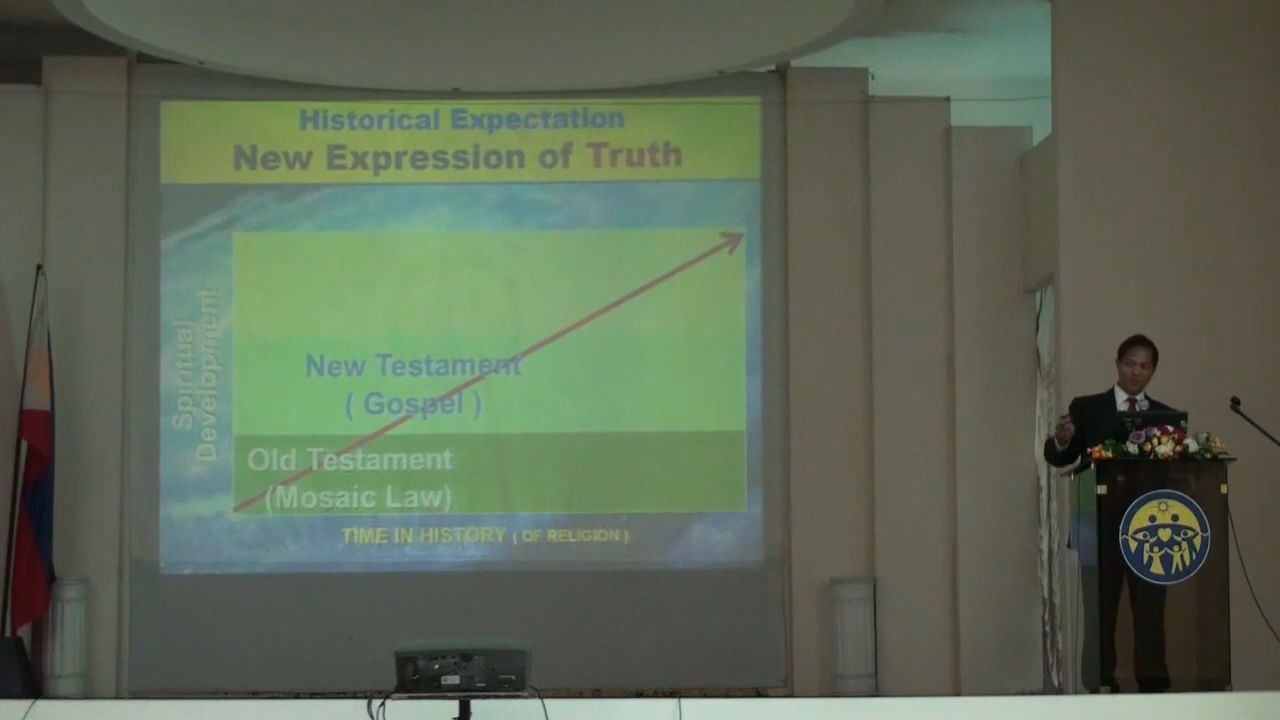 Historical Expectation
New Expression of Truth
Spiritual
Development
New Testament
( Gospel )
Old Testament
(Mosaic Law)
TIME IN HISTORY ( OF RELIGION )